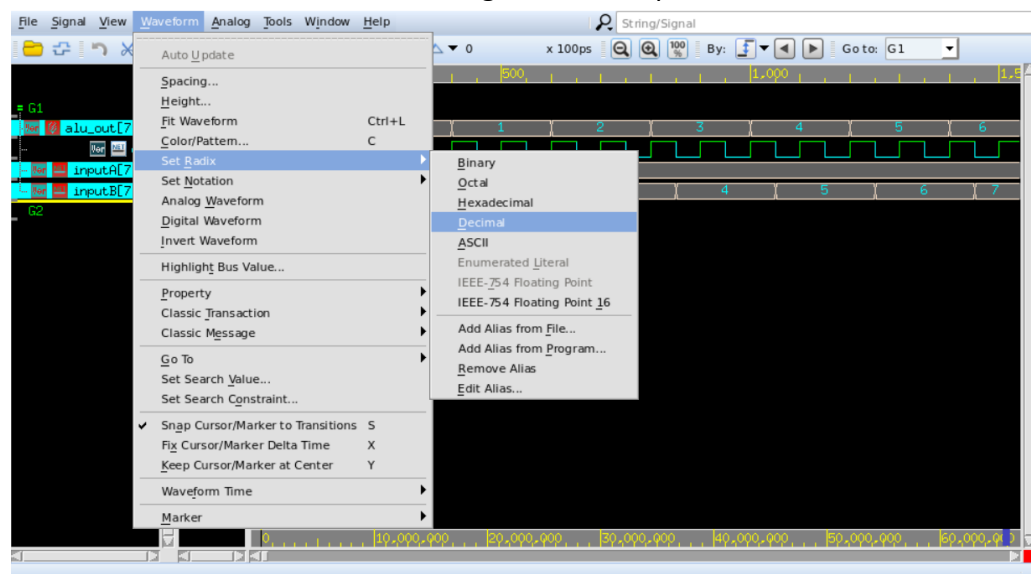 File Signal View Waveform Analog Tools Window Help String/Signal
0 x 100ps 100 % By: Go to: G1
Auto Update
500 1,000 1,5
Spacing...
Height...
G1
Fit Waveform Ctrl+L
alu_out[7 1 2 3 4 5 6
Color/Pattern... C
Set Radix
inputA[7
Set Notation
inputB[7 4 5 6 7
Analog Waveform
G2
Digital Waveform
Invert Waveform
Highlight Bus Value...
Property
Classic Transaction
Classic Message
Go To
Set Search Value...
Set Search Constraint...
Snap Cursor/Marker to Transitions S
Fix Cursor/Marker Delta Time X
Keep Cursor/Marker at Center Y
Waveform Time
Marker
Binary
Octal
Hexadecimal
Decimal
ASCII
Enumerated Literal
IEEE-754 Floating Point
IEEE-754 Floating Point 16
Add Alias from File...
Add Alias from Program...
Remove Alias
Edit Alias...
0 10,000,000 20,000,000 30,000,000 40,000,000 50,000,000 60,000,0